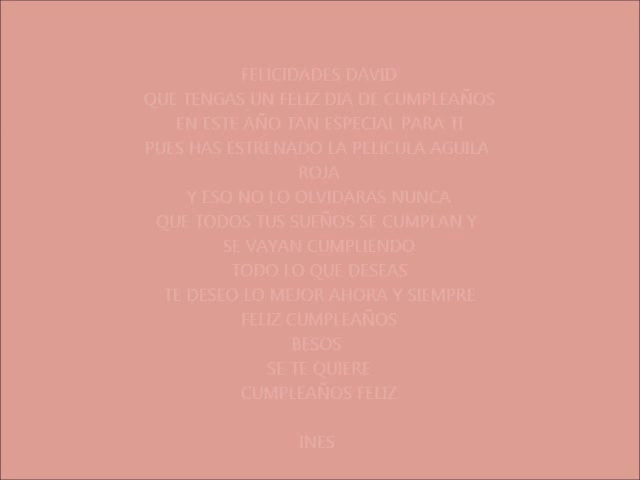 FELICIDADES DAVID
QUE TENGAS UN FELIZ DIA DE CUMPLEAÑOS
EN ESTE AÑO TAN ESPECIAL PARA TI
PUES HAS ESTRENADO LA PLEICULA AGUILA
ROJA
Y ESO NO LO OLVIDARAS NUNCA
QUE TODOS TUS SUEÑOS SE CUMPLAN Y
SE VAYAN CUMPLIENDO
TODO LO QUE DESEAS
TE DESEO LO MEJOR AHORA Y SIEMPRE
FELIZ CUMPLEAÑOS
BESOS
SE TE QUIERE
CUMPLEAÑOS FELIZ
INES